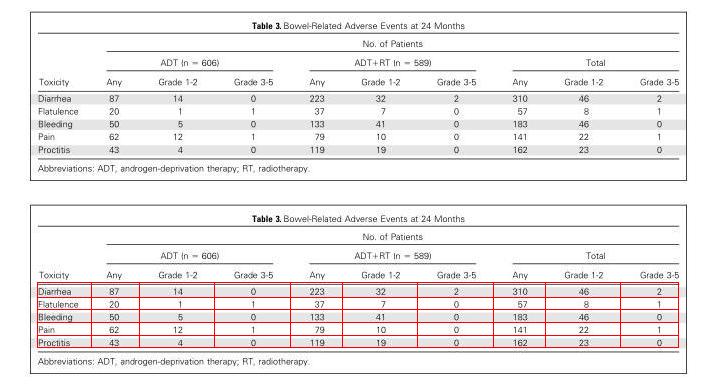 Table 3. Bowel-Related Adverse Events at 24 Months
No. of Patients
ADT (n = 606) ADT+RT (n = 589) Total
Toxicity Any Grade 1-2 Grade 3-5 Any Grade 1-2 Grade 3-5 Any Grade 1-2 Grade 3-5
Diarrhea 87 14 0 223 32 2 310 46 2
Flatulence 20 1 1 37 7 0 57 8 1
Bleeding 50 5 0 133 41 0 183 46 0
Pain 62 12 1 79 10 0 141 22 1
Proctitis 43 4 0 119 19 0 162 23 0
Abbreviations: ADT, androgen-deprivation therapy; RT, radiotherapy.
Table 3. Bowel-Related Adverse Events at 24 Months
No. of Patients
ADT (n = 606) ADT+RT (n = 589) Total
Toxicity Any Grade 1-2 Grade 3-5 Any Grade 1-2 Grade 3-5 Any Grade 1-2 Grade 3-5
Diarrhea 87 14 0 223 32 2 310 46 2
Flatulence 20 1 1 37 7 0 57 8 1
Bleeding 50 5 0 133 41 0 183 46 0
Pain 62 12 1 79 10 0 141 22 1
Proctitis 43 4 0 119 19 0 162 23 0
Abbreviations: ADT, androgen-deprivation therapy; RT, radiotherapy.